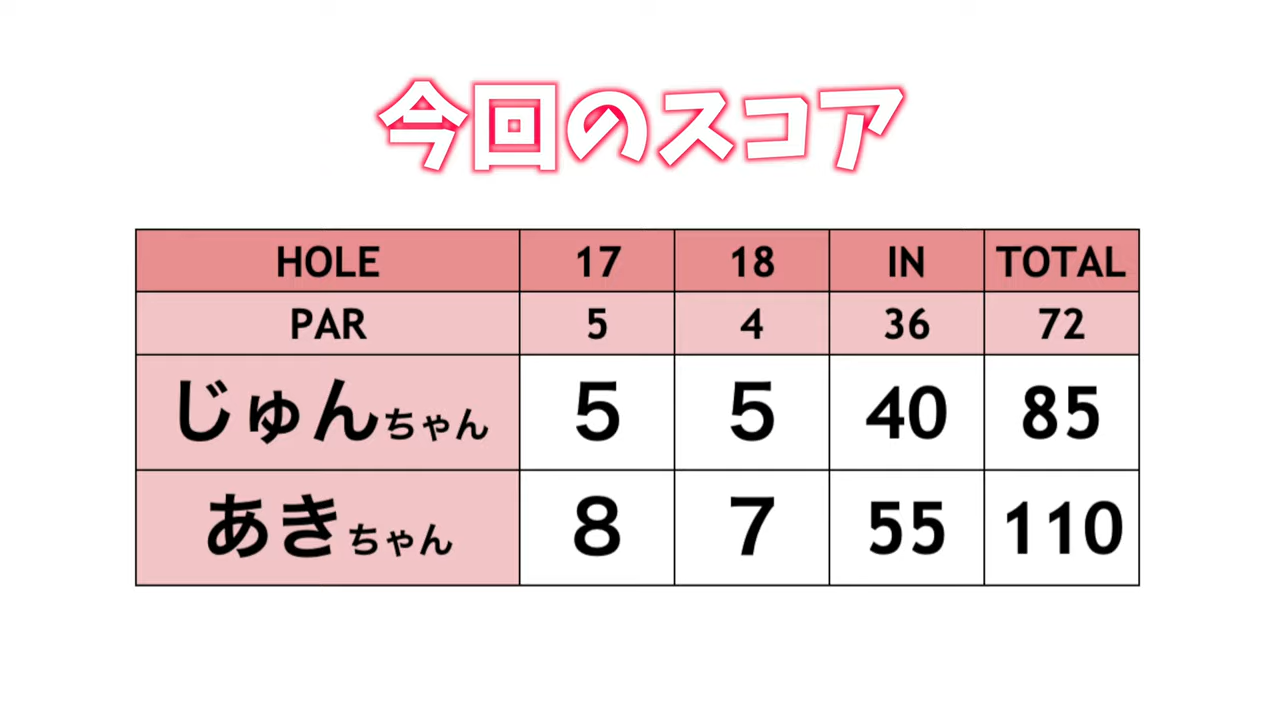 今回のスコア
HOLE 17 18 IN TOTAL
PAR 5 4 36 72
じゅんちゃん 5 5 40 85
あきちゃん 8 7 55 110